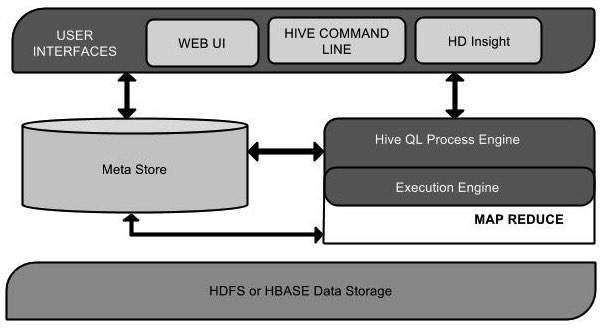 USER
INTERFACES
WEB UI
HIVE COMMAND
LINE
HD Insight
Meta Store
Hive QL Process Engine
Execution Engine
MAP REDUCE
HDFS or HBASE Data Storage